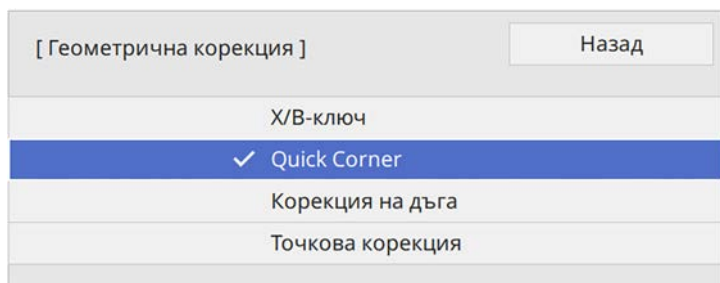 [ Геометрична корекция ]
Назад
Х/В-ключ
Quick Corner
Корекция на дъга
Точкова корекция